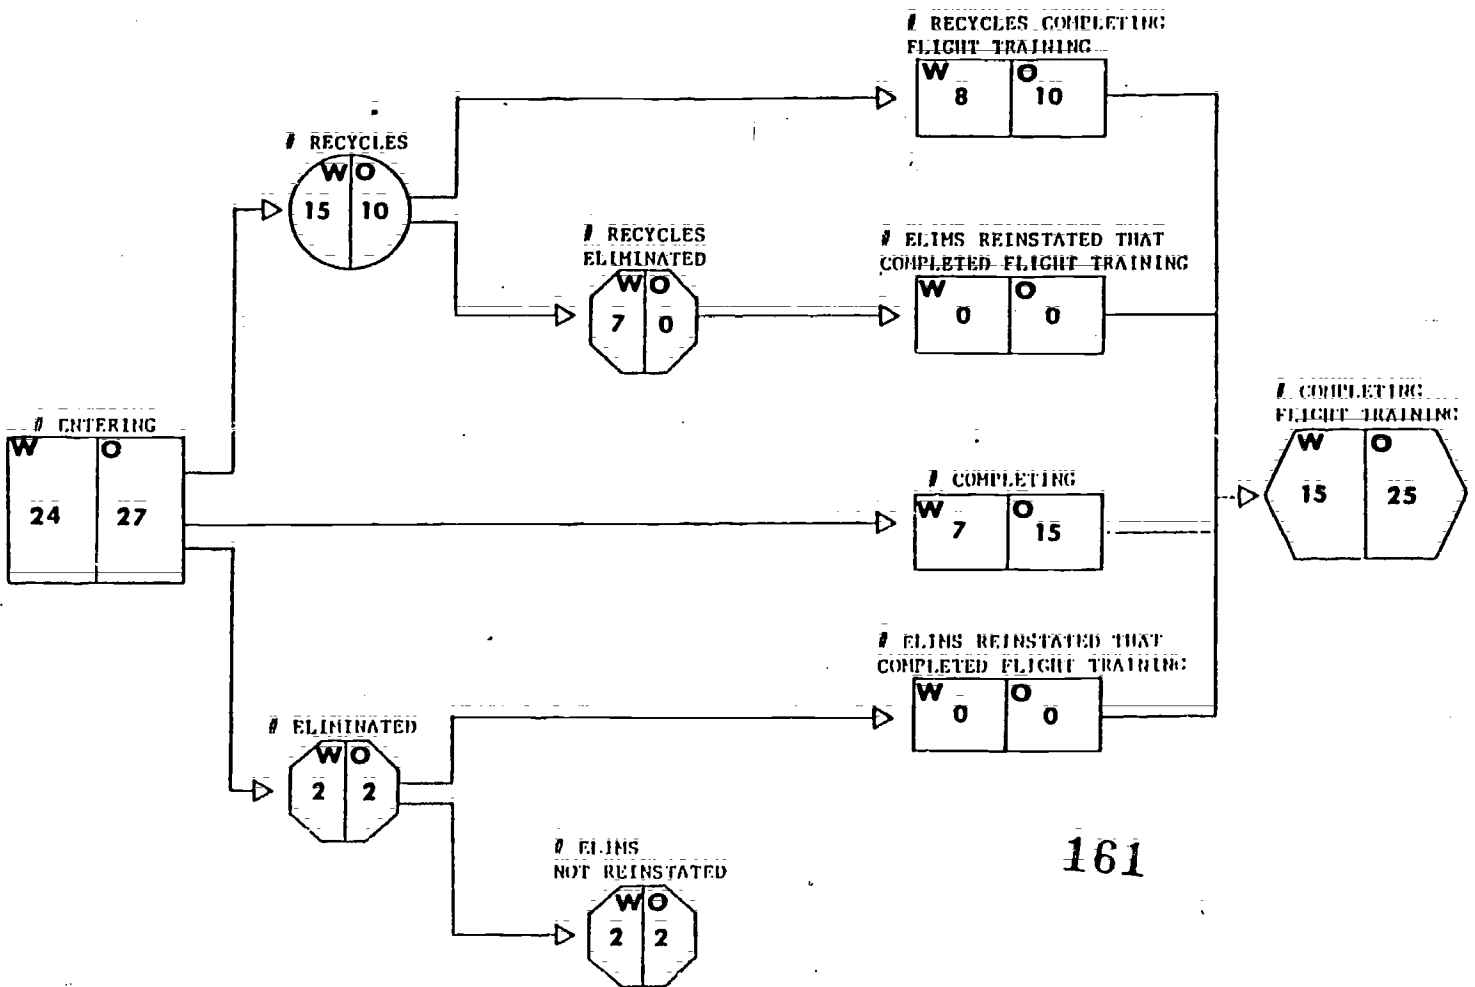 # RECYCLES COMPLETING
FLIGHT TRAINING
W O
8 10
# RECYCLES
W O
15 10
# RECYCLES
ELIMINATED
W O
7 0
# ELIMS REINSTATED THAT
COMPLETED FLIGHT TRAINING
W O
0 0
# ENTERING
W O
24 27
# COMPLETING
W O
7 15
# COMPLETING
FLIGHT TRAINING
W O
15 25
# ELIMS REINSTATED THAT
COMPLETED FLIGHT TRAINING
W O
0 0
# ELIMINATED
W O
2 2
# ELIMS
NOT REINSTATED
W O
2 2
161